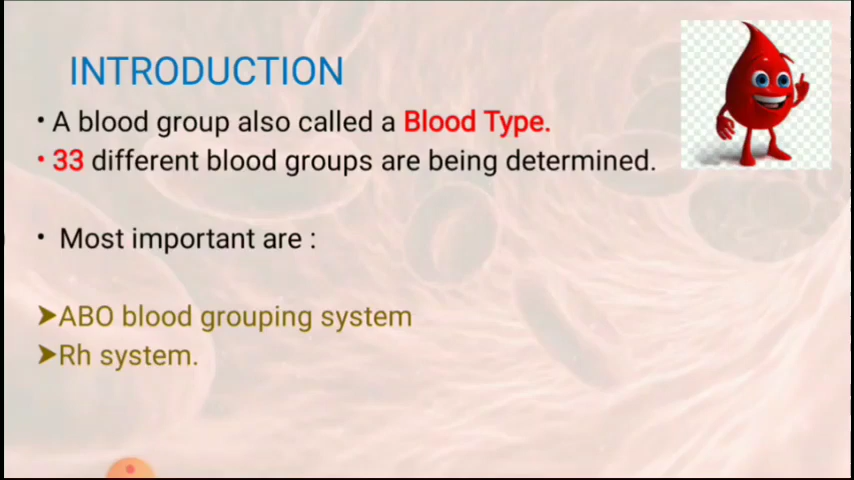 INTRODUCTION
• A blood group also called a Blood Type.
• 33 different blood groups are being determined.
• Most important are :
➤ABO blood grouping system
➤Rh system.